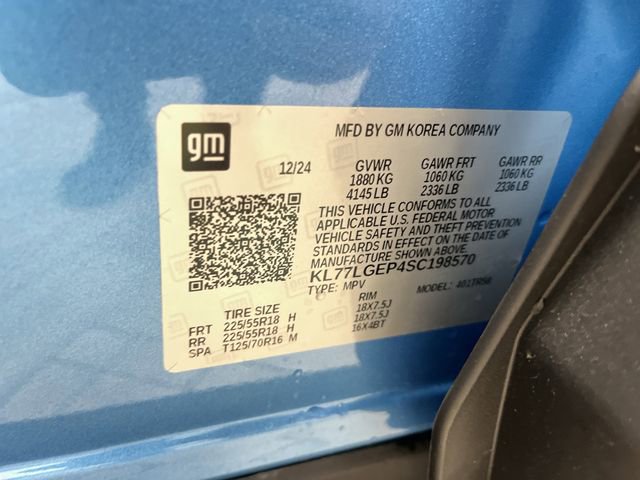 gm
MFD BY GM KOREA COMPANY
12/24 GVWR GAWR FRT GAWR RR
1880 KG 1060 KG 1060 KG
4145 LB 2336 LB 2336 LB
THIS VEHICLE CONFORMS TO ALL
APPLICABLE U.S. FEDERAL MOTOR
VEHICLE SAFETY AND THEFT PREVENTION
STANDARDS IN EFFECT ON THE DATE OF
MANUFACTURE SHOWN ABOVE.
KL77LGEP4SC198570
TYPE: MPV MODEL:
TIRE SIZE RIM
FRT 225/55R18 H 18X7.5J
RR 225/55R18 H 18X7.5J
SPA T125/70R16 M 16X4BT